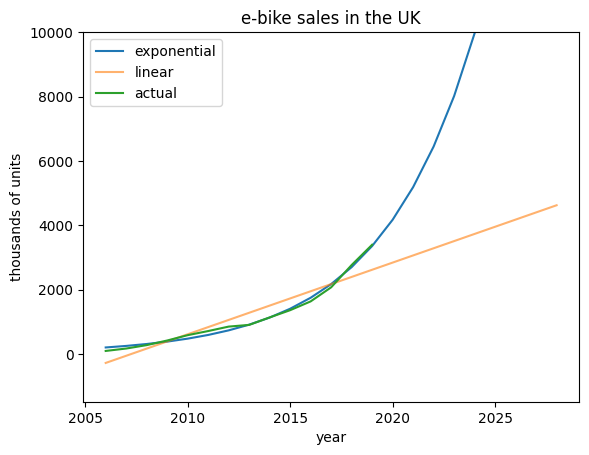 e-bike sales in the UK
exponential
linear
actual
thousands of units
10000
8000
6000
4000
2000
0
2005
2010
2015
2020
2025
year